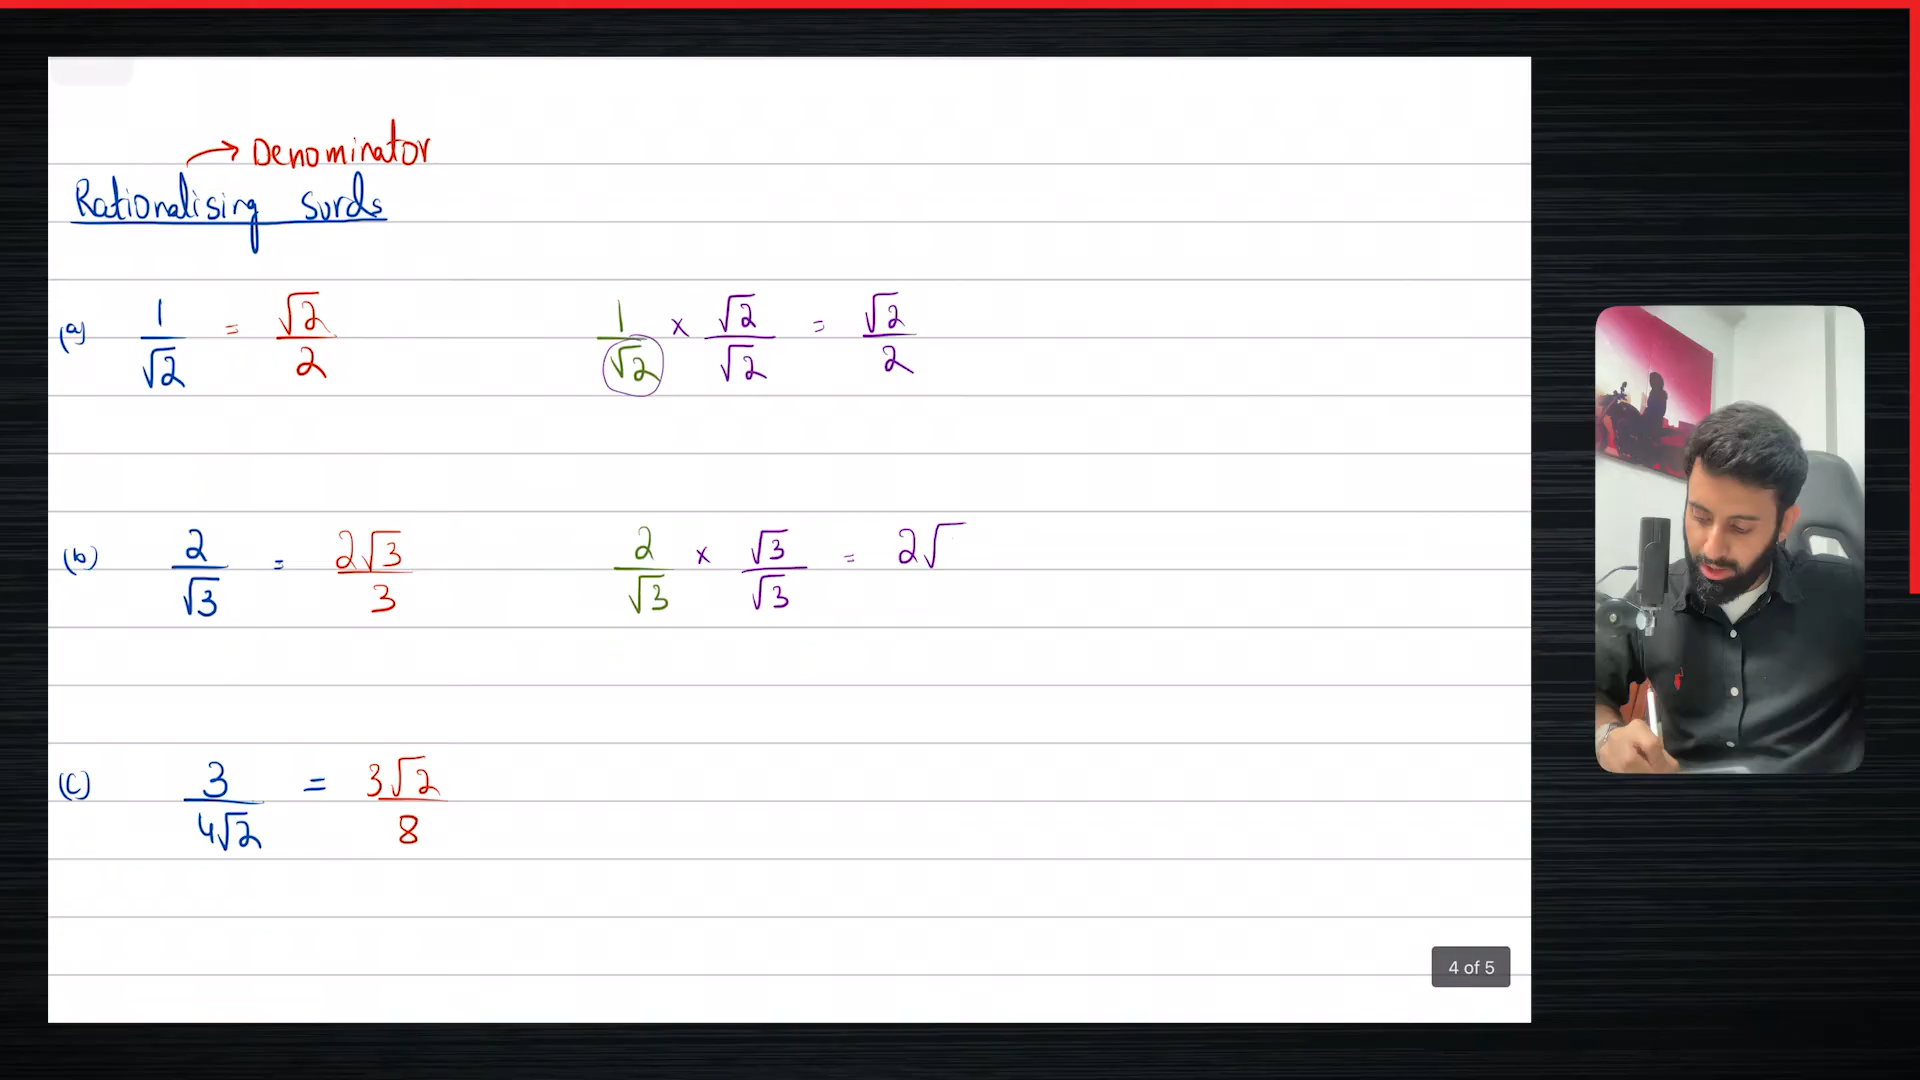 → Denominator
Rationalising surds
(a) 1/√2 = √2/2 1/√2 × √2/√2 = √2/2
(b) 2/√3 = 2√3/3 2/√3 × √3/√3 = 2√
(c) 3/4√2 = 3√2/8
4 of 5